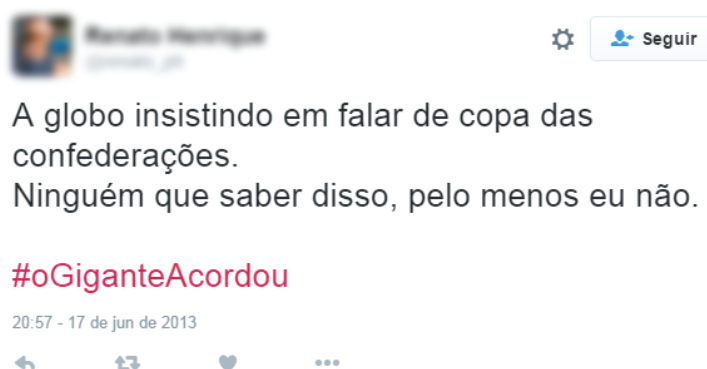 Seguir
A globo insistindo em falar de copa das
confederações.
Ninguém que saber disso, pelo menos eu não.
#oGiganteAcordou
20:57 - 17 de jun de 2013